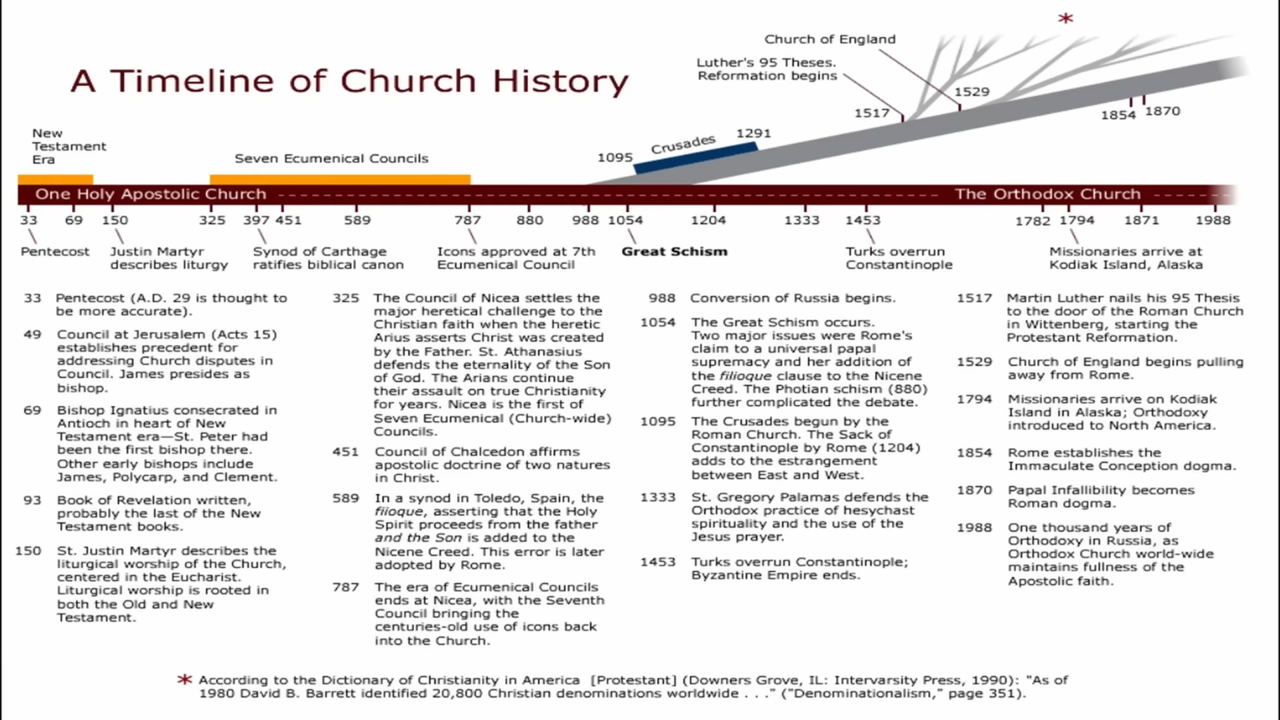 *
Church of England
Luther's 95 Theses.
Reformation begins
A Timeline of Church History
1529
1517
1854 1870
New
Testament
Era
Seven Ecumenical Councils
1095
Crusades
1291
One Holy Apostolic Church
The Orthodox Church
33 69 150 325 397 451 589 787 880 988 1054 1204 1333 1453 1782 1794 1871 1988
Pentecost
Justin Martyr
describes liturgy
Synod of Carthage
ratifies biblical canon
Icons approved at 7th
Ecumenical Council
Great Schism
Turks overrun
Constantinople
Missionaries arrive at
Kodiak Island, Alaska
33 Pentecost (A.D. 29 is thought to
be more accurate).
49 Council at Jerusalem (Acts 15)
establishes precedent for
addressing Church disputes in
Council. James presides as
bishop.
69 Bishop Ignatius consecrated in
Antioch in heart of New
Testament era—St. Peter had
been the first bishop there.
Other early bishops include
James, Polycarp, and Clement.
93 Book of Revelation written,
probably the last of the New
Testament books.
150 St. Justin Martyr describes the
liturgical worship of the Church,
centered in the Eucharist.
Liturgical worship is rooted in
both the Old and New
Testament.
325 The Council of Nicea settles the
major heretical challenge to the
Christian faith when the heretic
Arius asserts Christ was created
by the Father. St. Athanasius
defends the eternality of the Son
of God. The Arians continue
their assault on true Christianity
for years. Nicea is the first of
Seven Ecumenical (Church-wide)
Councils.
451 Council of Chalcedon affirms
apostolic doctrine of two natures
in Christ.
589 In a synod in Toledo, Spain, the
fiioque, asserting that the Holy
Spirit proceeds from the father
and the Son is added to the
Nicene Creed. This error is later
adopted by Rome.
787 The era of Ecumenical Councils
ends at Nicea, with the Seventh
Council bringing the
centuries-old use of icons back
into the Church.
988 Conversion of Russia begins.
1054 The Great Schism occurs.
Two major issues were Rome's
claim to a universal papal
supremacy and her addition of
the filioque clause to the Nicene
Creed. The Photian schism (880)
further complicated the debate.
1095 The Crusades begun by the
Roman Church. The Sack of
Constantinople by Rome (1204)
adds to the estrangement
between East and West.
1333 St. Gregory Palamas defends the
Orthodox practice of hesychast
spirituality and the use of the
Jesus prayer.
1453 Turks overrun Constantinople;
Byzantine Empire ends.
1517 Martin Luther nails his 95 Thesis
to the door of the Roman Church
in Wittenberg, starting the
Protestant Reformation.
1529 Church of England begins pulling
away from Rome.
1794 Missionaries arrive on Kodiak
Island in Alaska; Orthodoxy
introduced to North America.
1854 Rome establishes the
Immaculate Conception dogma.
1870 Papal Infallibility becomes
Roman dogma.
1988 One thousand years of
Orthodoxy in Russia, as
Orthodox Church world-wide
maintains fullness of the
Apostolic faith.
* According to the Dictionary of Christianity in America [Protestant] (Downers Grove, IL: Intervarsity Press, 1990): "As of
1980 David B. Barrett identified 20,800 Christian denominations worldwide . . ." ("Denominationalism," page 351).